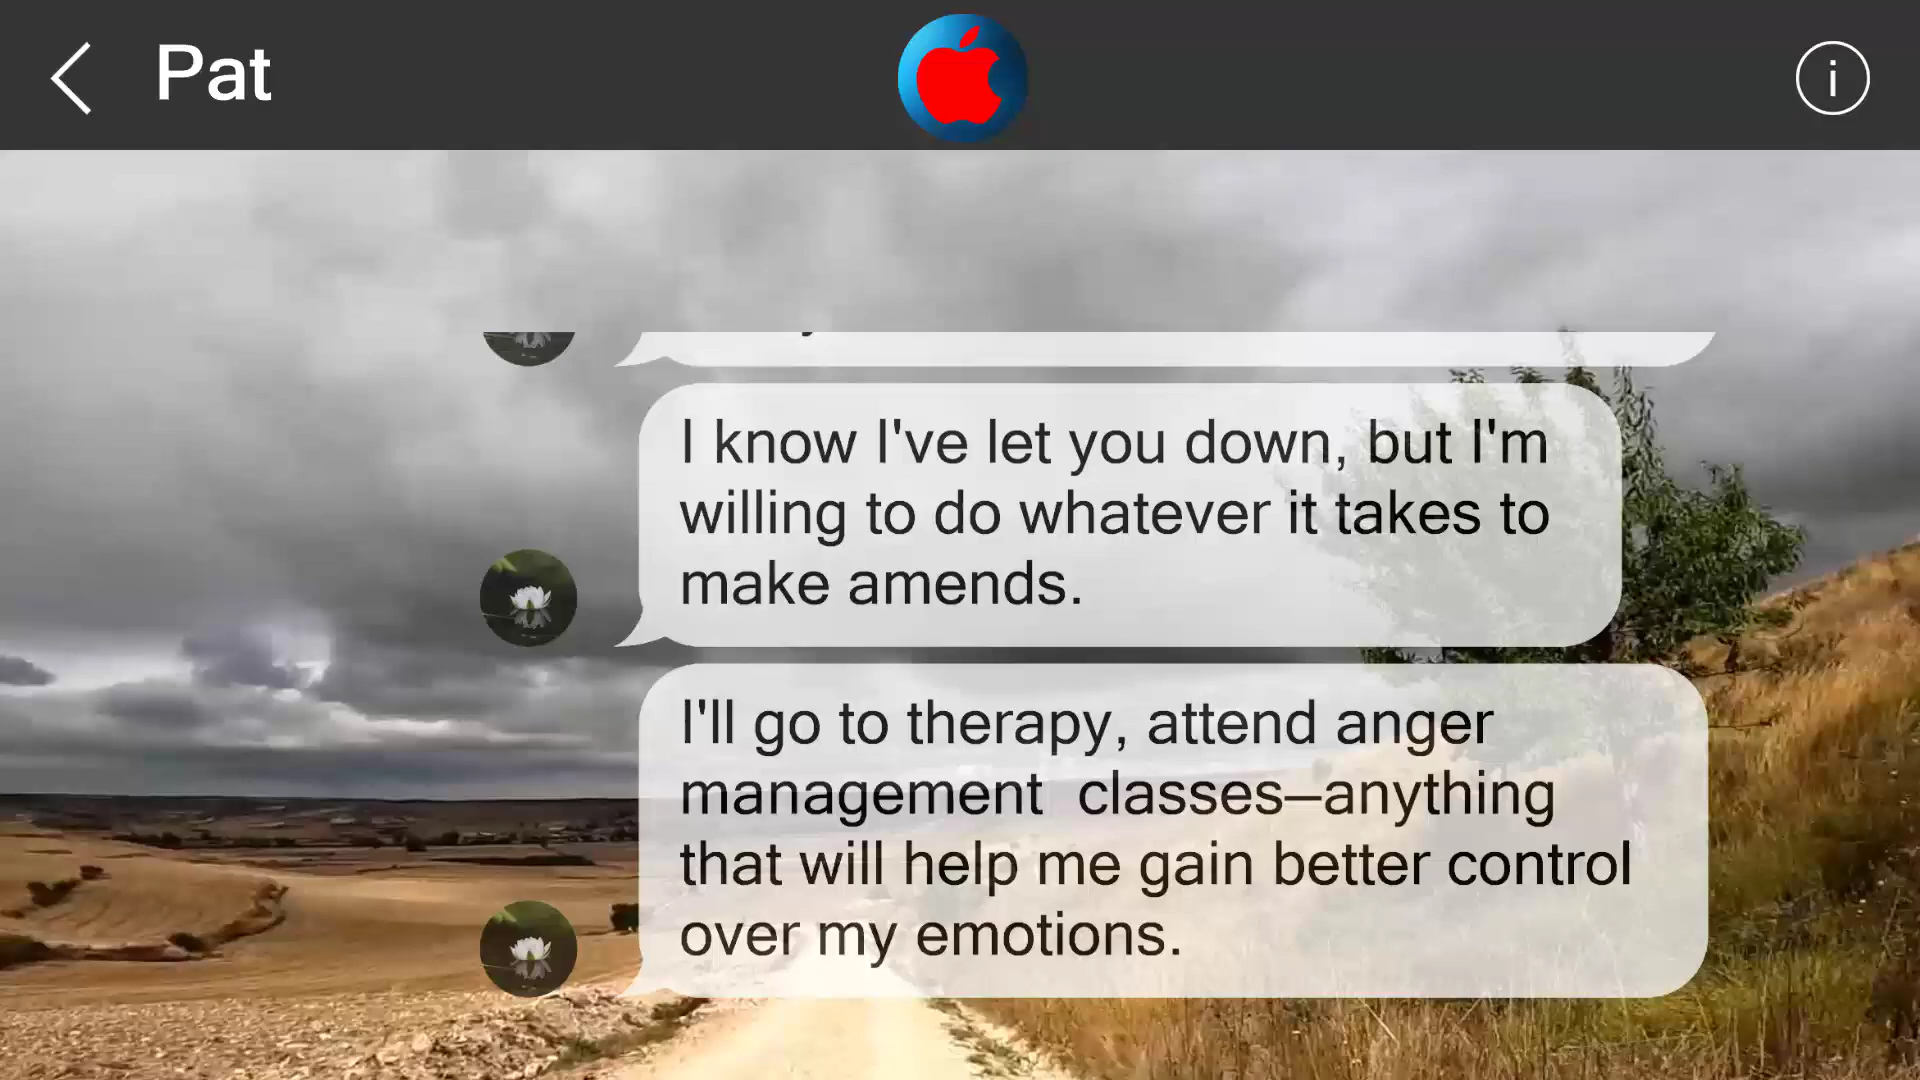 Pat
i
I know I've let you down, but I'm
willing to do whatever it takes to
make amends.
I'll go to therapy, attend anger
management  classes—anything
that will help me gain better control
over my emotions.